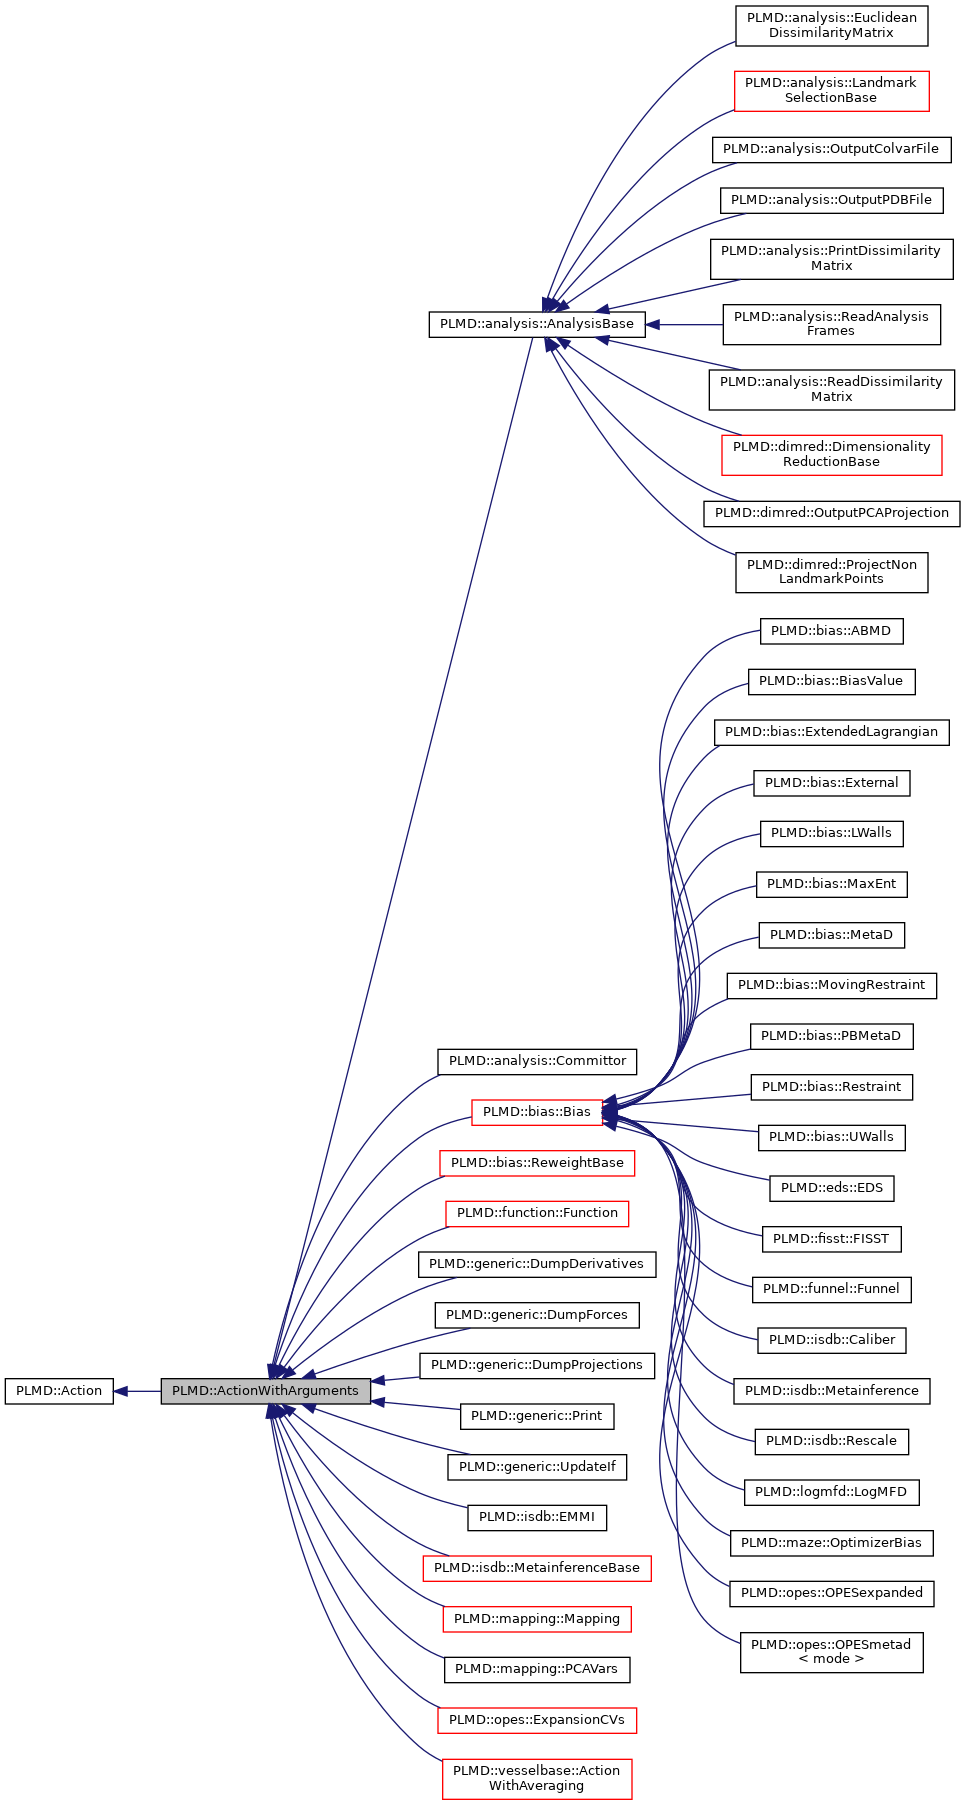 PLMD::analysis::Euclidean
DissimilarityMatrix
PLMD::analysis::Landmark
SelectionBase
PLMD::analysis::OutputColvarFile
PLMD::analysis::OutputPDBFile
PLMD::analysis::PrintDissimilarity
Matrix
PLMD::analysis::AnalysisBase
PLMD::analysis::ReadAnalysis
Frames
PLMD::analysis::ReadDissimilarity
Matrix
PLMD::dimred::Dimensionality
ReductionBase
PLMD::dimred::OutputPCAProjection
PLMD::dimred::ProjectNon
LandmarkPoints
PLMD::bias::ABMD
PLMD::bias::BiasValue
PLMD::bias::ExtendedLagrangian
PLMD::bias::External
PLMD::bias::LWalls
PLMD::bias::MaxEnt
PLMD::bias::MetaD
PLMD::bias::MovingRestraint
PLMD::bias::PBMetaD
PLMD::bias::Restraint
PLMD::bias::UWalls
PLMD::eds::EDS
PLMD::fisst::FISST
PLMD::funnel::Funnel
PLMD::isdb::Caliber
PLMD::isdb::Metainference
PLMD::isdb::Rescale
PLMD::logmfd::LogMFD
PLMD::maze::OptimizerBias
PLMD::opes::OPESexpanded
PLMD::opes::OPESmetad
< mode >
PLMD::analysis::Committor
PLMD::bias::Bias
PLMD::bias::ReweightBase
PLMD::function::Function
PLMD::generic::DumpDerivatives
PLMD::generic::DumpForces
PLMD::generic::DumpProjections
PLMD::Action
PLMD::ActionWithArguments
PLMD::generic::Print
PLMD::generic::UpdateIf
PLMD::isdb::EMMI
PLMD::isdb::MetainferenceBase
PLMD::mapping::Mapping
PLMD::mapping::PCAVars
PLMD::opes::ExpansionCVs
PLMD::vesselbase::Action
WithAveraging